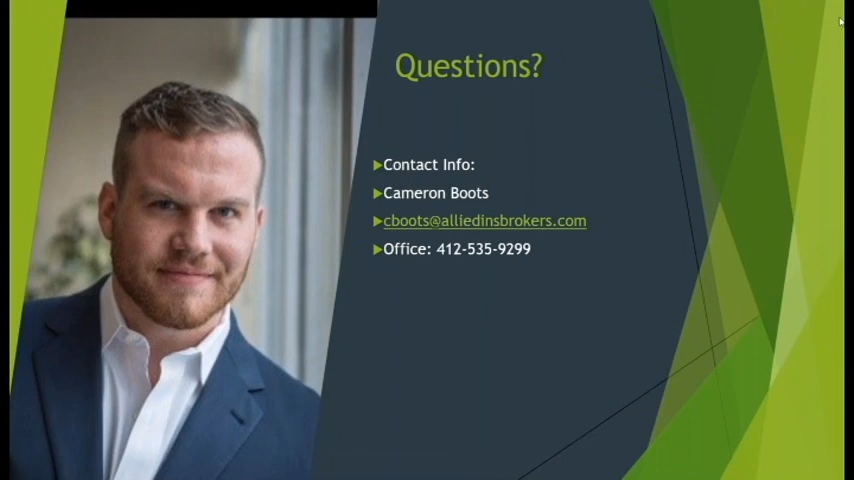 Questions?
Contact Info:
Cameron Boots
cboots@alliedinsbrokers.com
Office: 412-535-9299